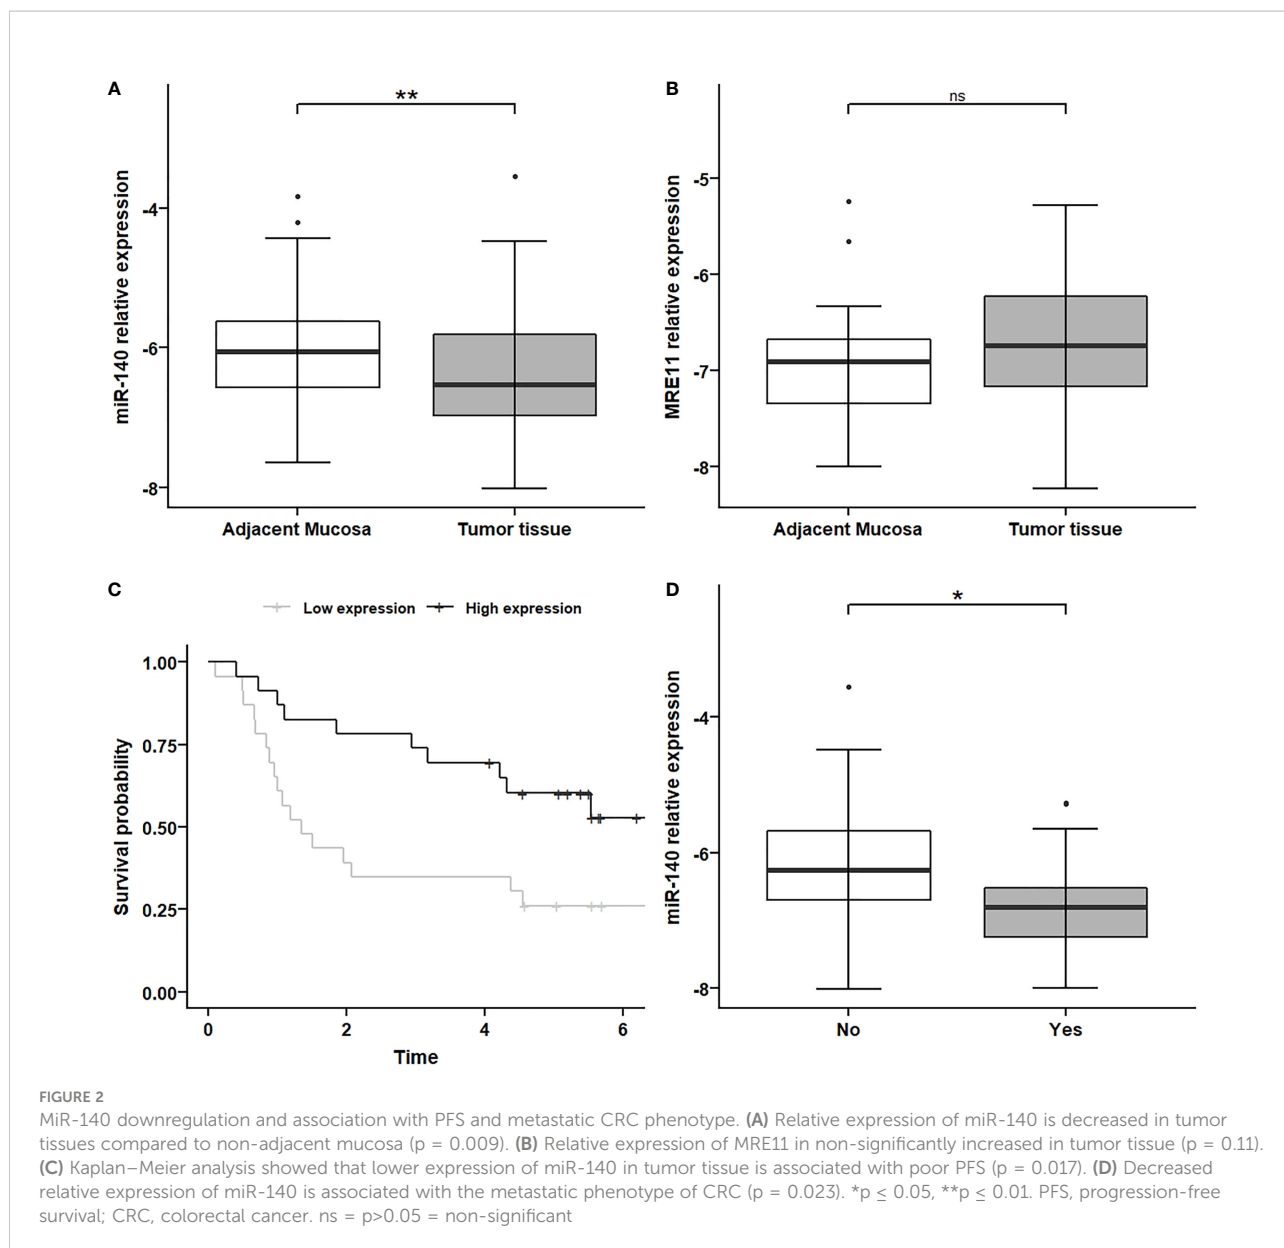 A
**
miR-140 relative expression
-4
-6
-8
Adjacent Mucosa
Tumor tissue
B
ns
MRE11 relative expression
-5
-6
-7
-8
Adjacent Mucosa
Tumor tissue
C
Low expression
High expression
Survival probability
1.00
0.75
0.50
0.25
0.00
0
2
4
6
Time
D
*
miR-140 relative expression
-4
-6
-8
No
Yes
FIGURE 2
MiR-140 downregulation and association with PFS and metastatic CRC phenotype. (A) Relative expression of miR-140 is decreased in tumor
tissues compared to non-adjacent mucosa (p = 0.009). (B) Relative expression of MRE11 in non-significantly increased in tumor tissue (p = 0.11).
(C) Kaplan–Meier analysis showed that lower expression of miR-140 in tumor tissue is associated with poor PFS (p = 0.017). (D) Decreased
relative expression of miR-140 is associated with the metastatic phenotype of CRC (p = 0.023). *p ≤ 0.05, **p ≤ 0.01. PFS, progression-free
survival; CRC, colorectal cancer. ns = p>0.05 = non-significant